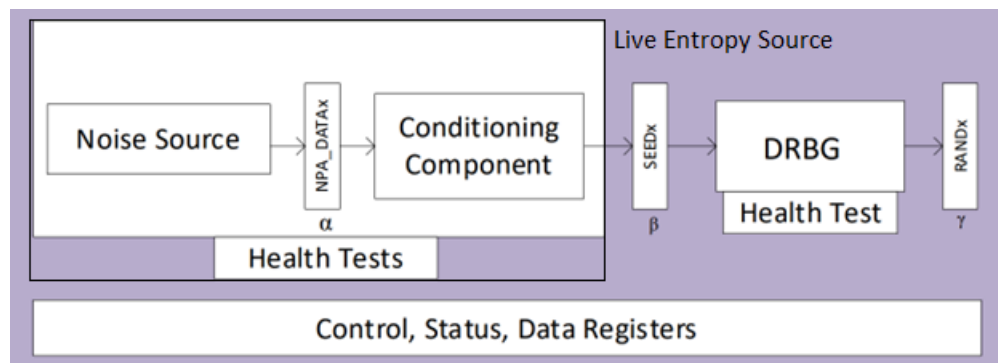 Live Entropy Source
Noise Source
NPA_DATAx
Conditioning
Component
SEEDx
DRBG
RANDx
α
β
γ
Health Test
Health Tests
Control, Status, Data Registers